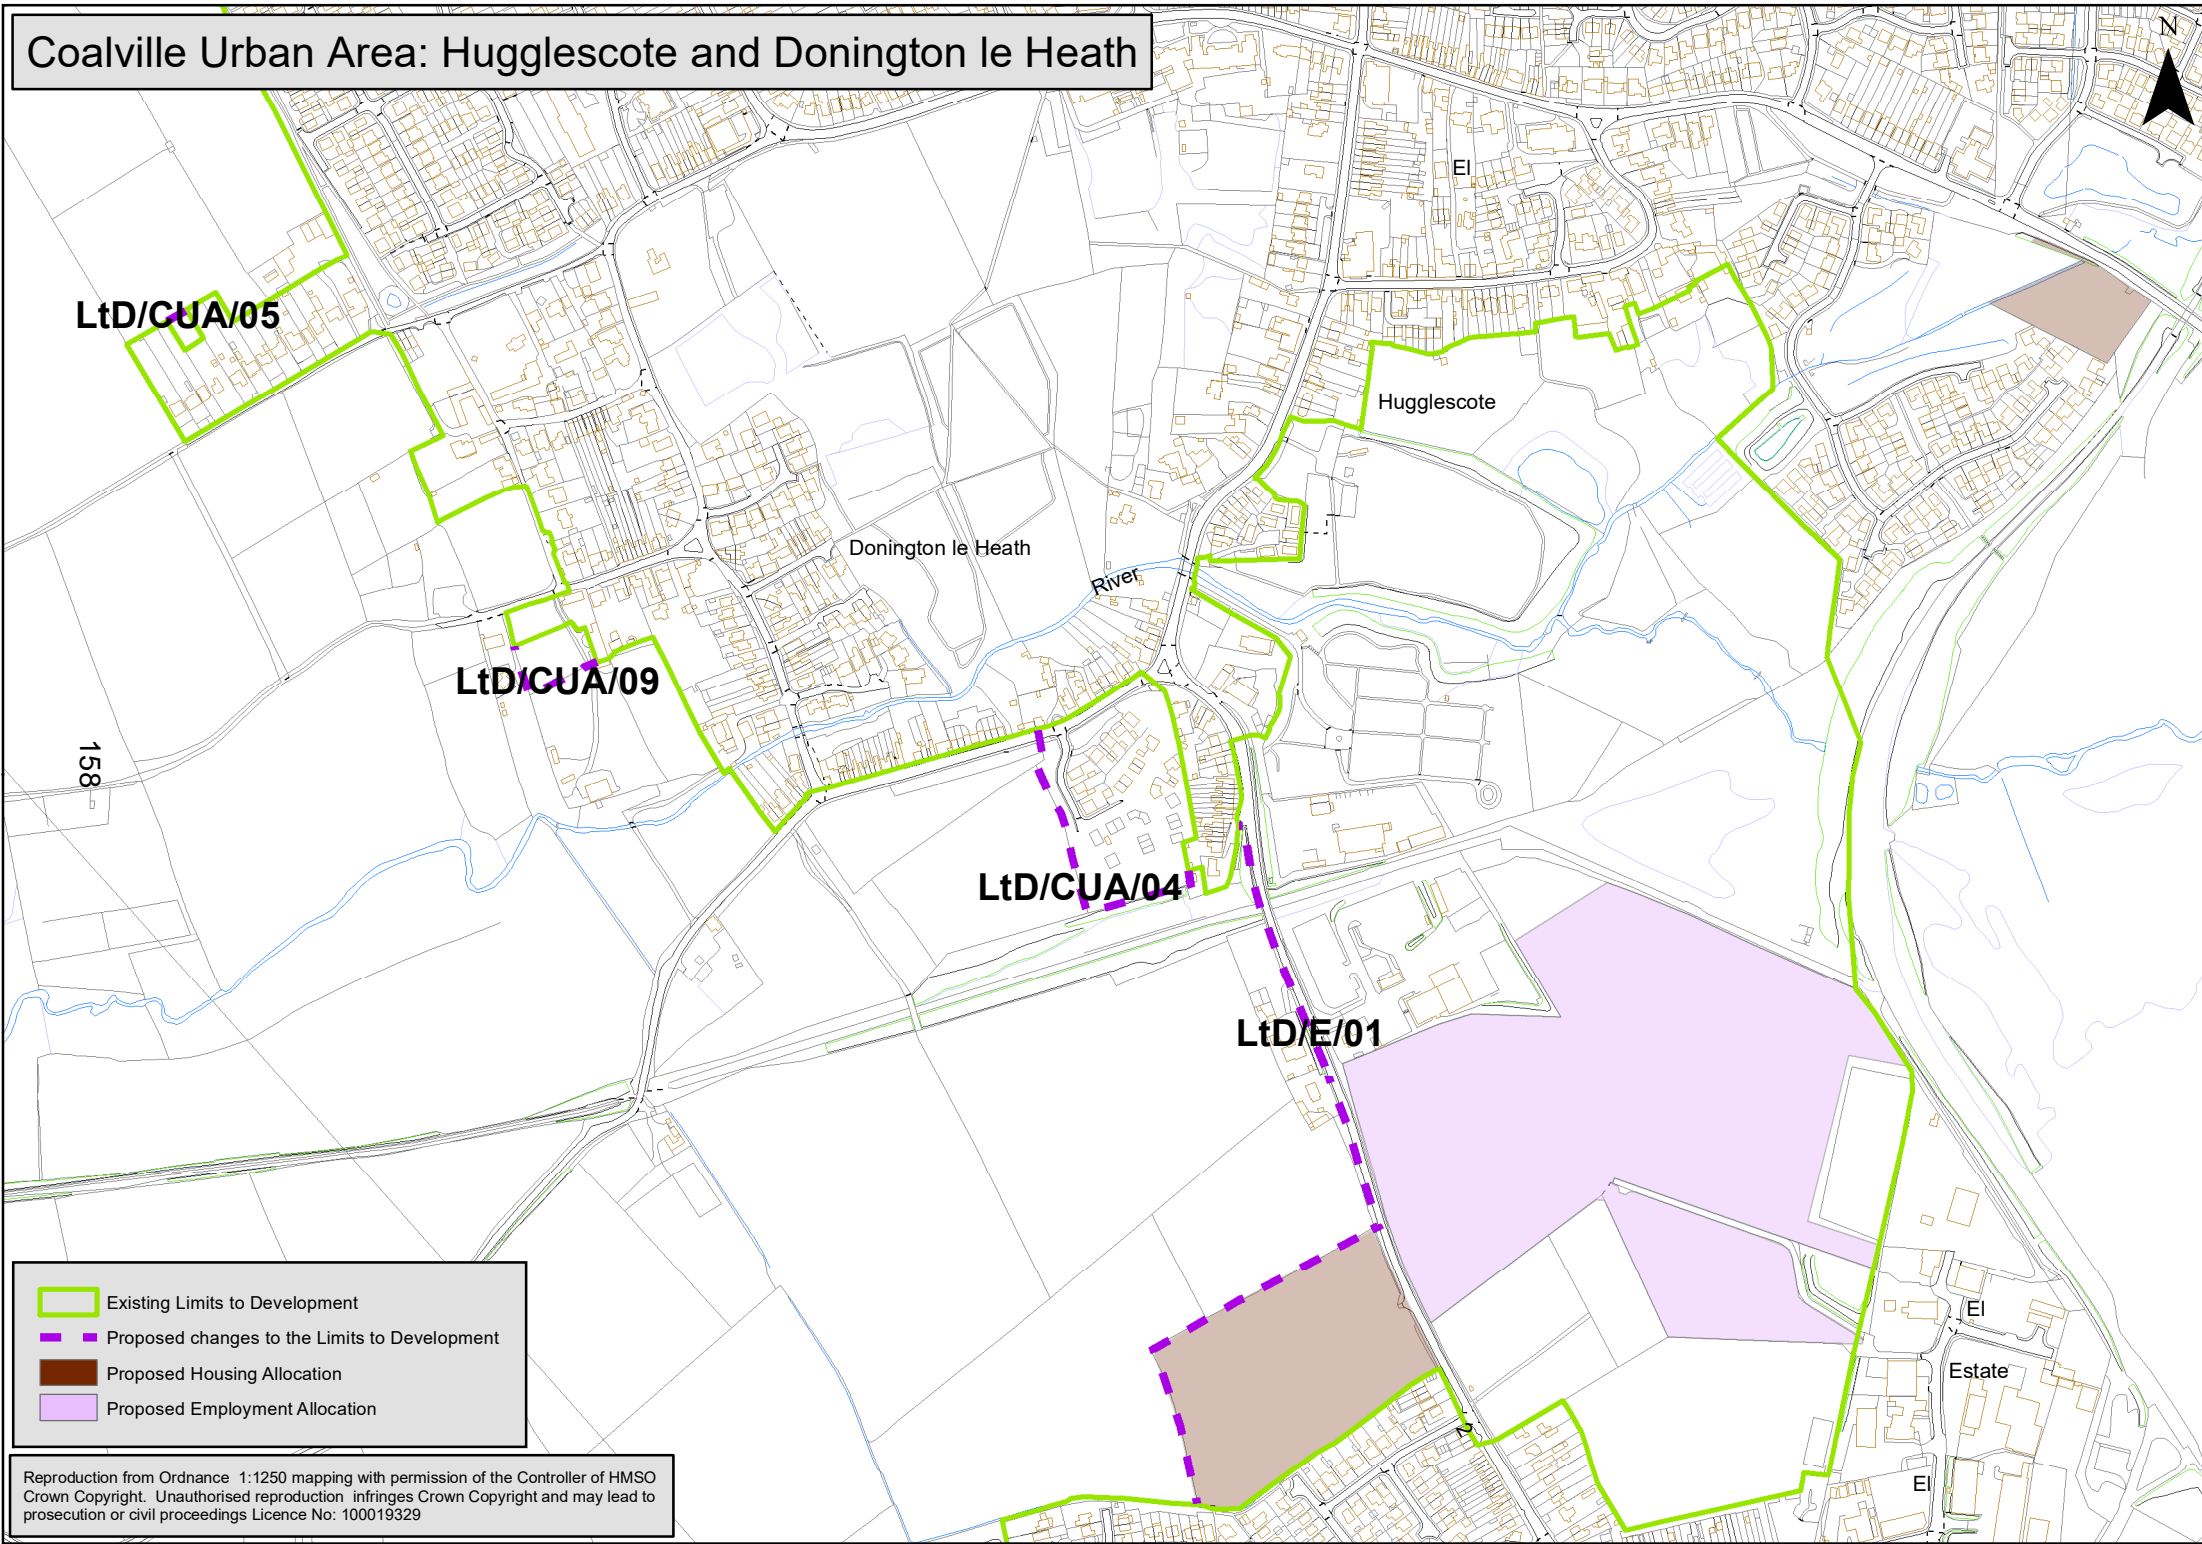 Coalville Urban Area: Hugglescote and Donington le Heath
N
El
LtD/CUA/05
Hugglescote
Donington le Heath
River
LtD/CUA/09
158
LtD/CUA/04
LtD/E/01
El
Estate
El
Existing Limits to Development
Proposed changes to the Limits to Development
Proposed Housing Allocation
Proposed Employment Allocation
Reproduction from Ordnance 1:1250 mapping with permission of the Controller of HMSO
Crown Copyright. Unauthorised reproduction infringes Crown Copyright and may lead to
prosecution or civil proceedings Licence No: 100019329